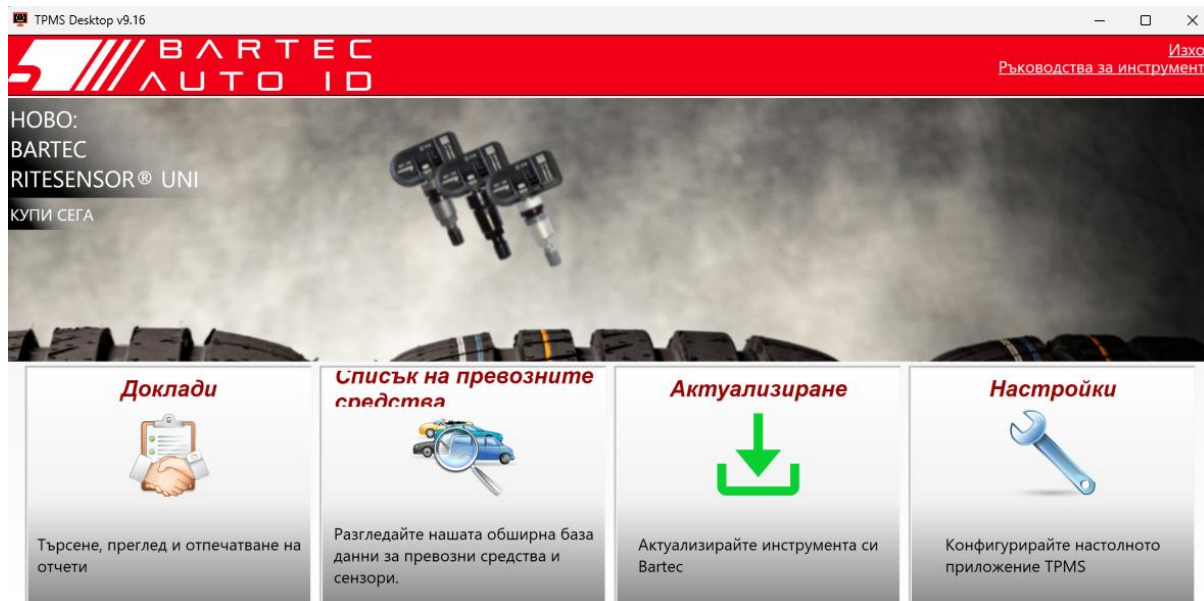 TPMS Desktop v9.16
BARTEC
AUTO ID
Изхо
Ръководства за инструмент
НОВО:
BARTEC
RITESENSOR® UNI
КУПИ СЕГА
Доклади
Търсене, преглед и отпечатване на
отчети
Списък на превозните
средства
Разгледайте нашата обширна база
данни за превозни средства и
сензори.
Актуализиране
Актуализирайте инструмента си
Bartec
Настройки
Конфигурирайте настолното
приложение TPMS